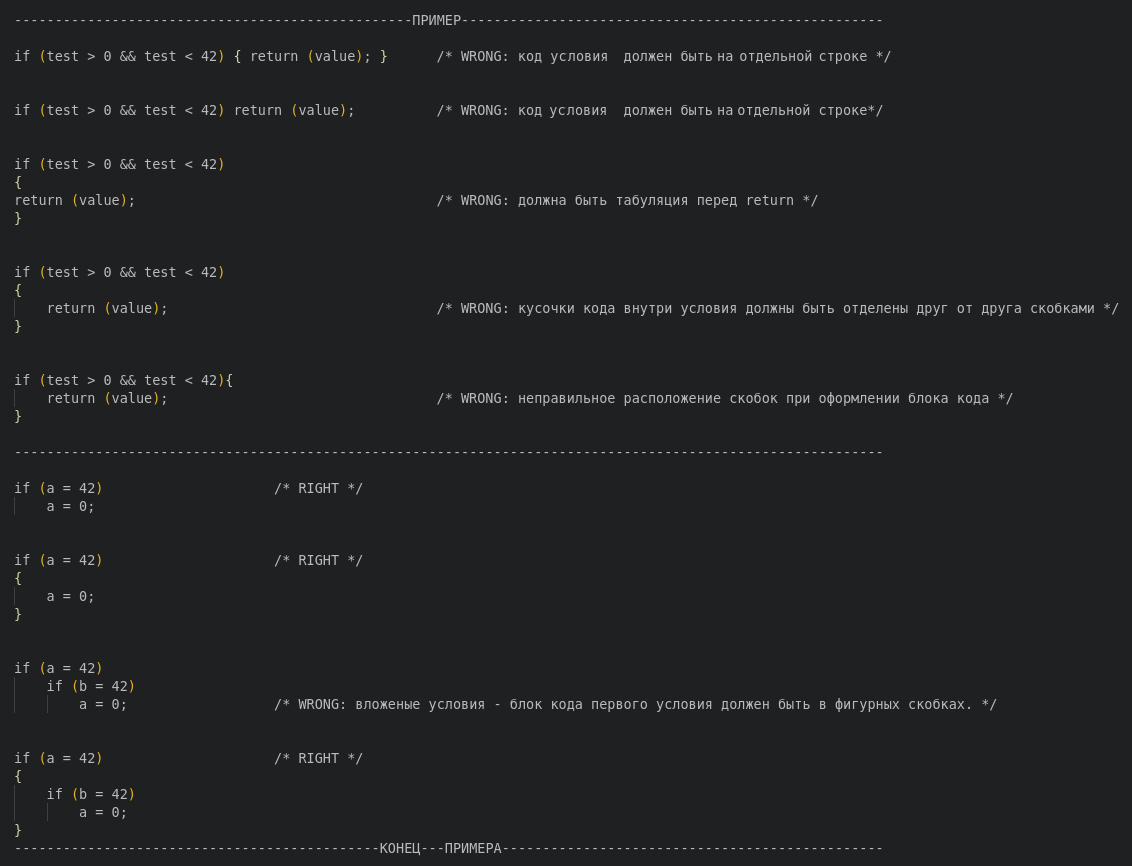 -------------------------------------------------ПРИМЕР----------------------------------------------------
if (test > 0 && test < 42) { return (value); }      /* WRONG: код условия  должен быть на отдельной строке */
if (test > 0 && test < 42) return (value);          /* WRONG: код условия  должен быть на отдельной строке*/
if (test > 0 && test < 42)
{
return (value);                                     /* WRONG: должна быть табуляция перед return */
}
if (test > 0 && test < 42)
{
    return (value);                                 /* WRONG: кусочки кода внутри условия должны быть отделены друг от друга скобками */
}
if (test > 0 && test < 42){
    return (value);                                 /* WRONG: неправильное расположение скобок при оформлении блока кода */
}
-----------------------------------------------------------------------------------------------------------
if (a = 42)                     /* RIGHT */
    a = 0;
if (a = 42)                     /* RIGHT */
{
    a = 0;
}
if (a = 42)
    if (b = 42)
        a = 0;                  /* WRONG: вложеные условия - блок кода первого условия должен быть в фигурных скобках. */
if (a = 42)                     /* RIGHT */
{
    if (b = 42)
        a = 0;
}
---------------------------------------------КОНЕЦ---ПРИМЕРА-----------------------------------------------